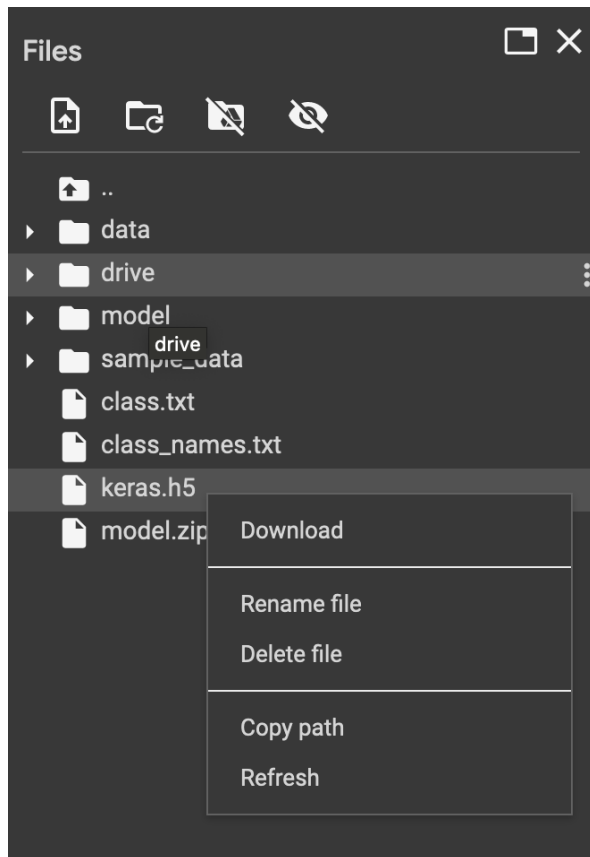 Files
..
data
drive
model
drive
sample_data
class.txt
class_names.txt
keras.h5
model.zip
Download
Rename file
Delete file
Copy path
Refresh